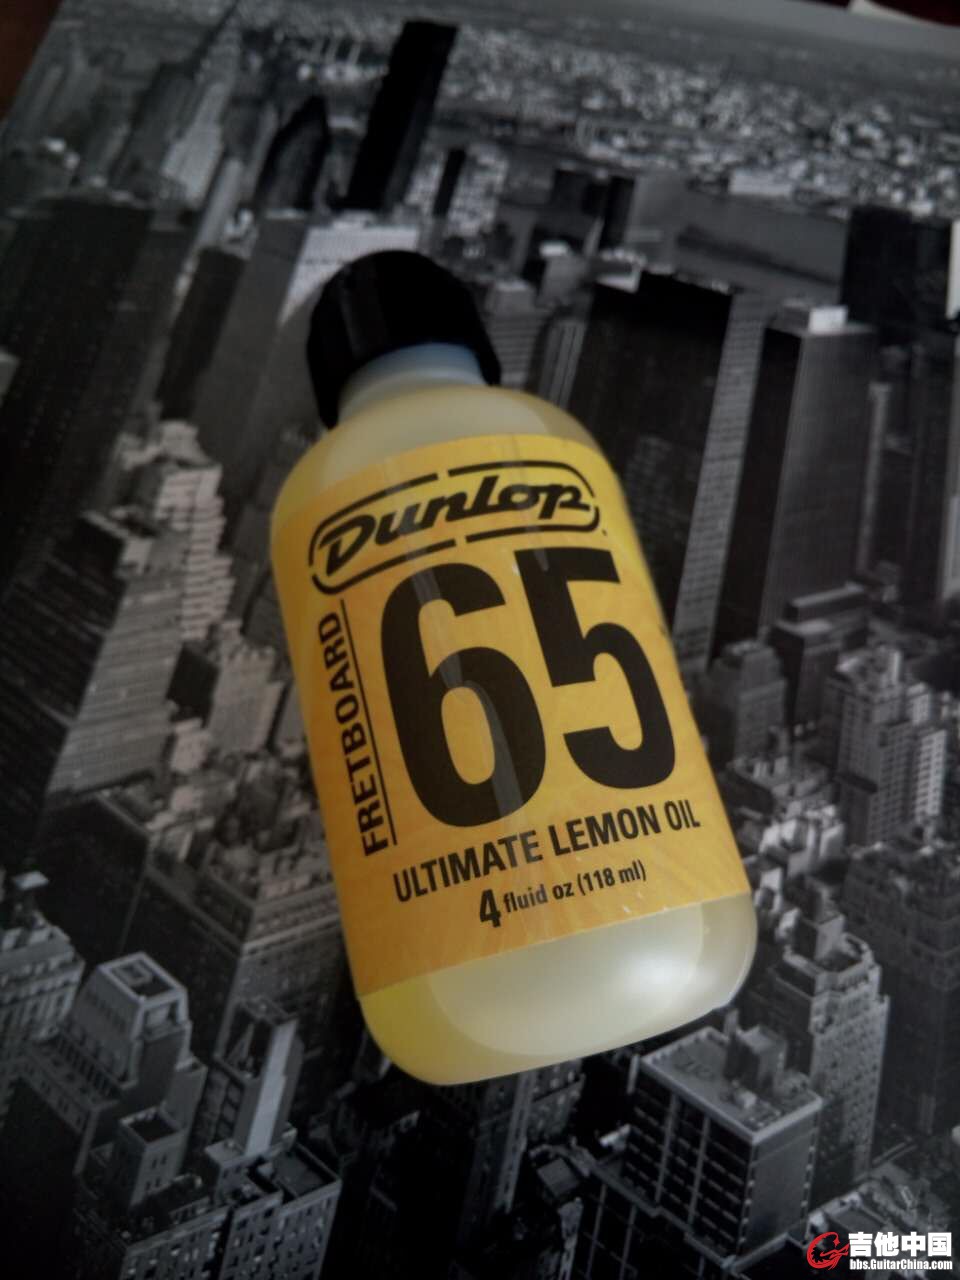 Dunlop
FRETBOARD
65
ULTIMATE LEMON OIL
4 fluid oz (118 ml)
吉他中国
bbs.GuitarChina.com